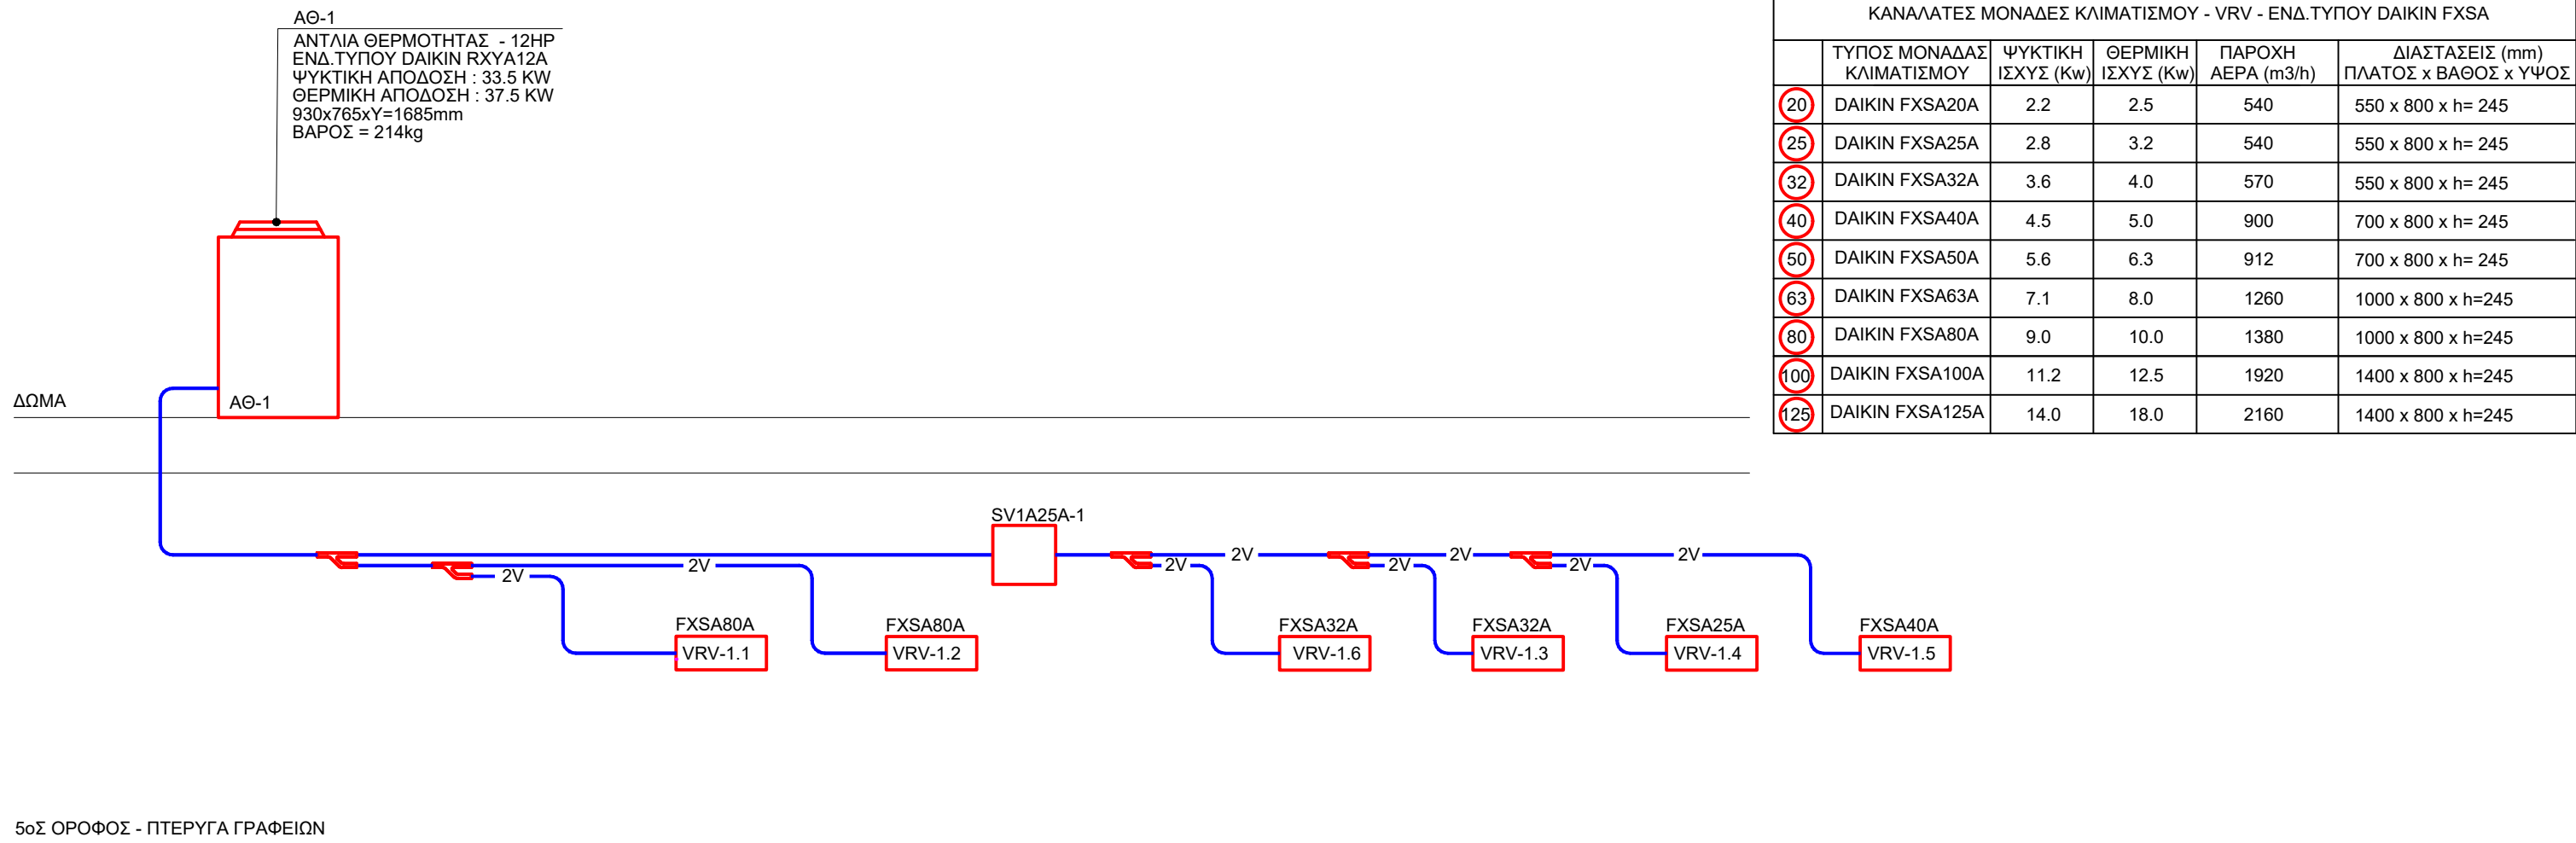 ΑΘ-1
ΑΝΤΛΙΑ ΘΕΡΜΟΤΗΤΑΣ - 12HP
ΕΝΔ.ΤΥΠΟΥ DAIKIN RXYA12A
ΨΥΚΤΙΚΗ ΑΠΟΔΟΣΗ : 33.5 KW
ΘΕΡΜΙΚΗ ΑΠΟΔΟΣΗ : 37.5 KW
930x765xY=1685mm
ΒΑΡΟΣ = 214kg
ΚΑΝΑΛΑΤΕΣ ΜΟΝΑΔΕΣ ΚΛΙΜΑΤΙΣΜΟΥ - VRV - ΕΝΔ.ΤΥΠΟΥ DAIKIN FXSA
ΤΥΠΟΣ ΜΟΝΑΔΑΣ ΨΥΚΤΙΚΗ ΘΕΡΜΙΚΗ ΠΑΡΟΧΗ ΔΙΑΣΤΑΣΕΙΣ (mm)
ΚΛΙΜΑΤΙΣΜΟΥ ΙΣΧΥΣ (Kw) ΙΣΧΥΣ (Kw) ΑΕΡΑ (m3/h) ΠΛΑΤΟΣ x ΒΑΘΟΣ x ΥΨΟΣ
20 DAIKIN FXSA20A 2.2 2.5 540 550 x 800 x h= 245
25 DAIKIN FXSA25A 2.8 3.2 540 550 x 800 x h= 245
32 DAIKIN FXSA32A 3.6 4.0 570 550 x 800 x h= 245
40 DAIKIN FXSA40A 4.5 5.0 900 700 x 800 x h= 245
50 DAIKIN FXSA50A 5.6 6.3 912 700 x 800 x h= 245
63 DAIKIN FXSA63A 7.1 8.0 1260 1000 x 800 x h=245
80 DAIKIN FXSA80A 9.0 10.0 1380 1000 x 800 x h=245
100 DAIKIN FXSA100A 11.2 12.5 1920 1400 x 800 x h=245
125 DAIKIN FXSA125A 14.0 18.0 2160 1400 x 800 x h=245
ΔΩΜΑ
ΑΘ-1
SV1A25A-1
2V 2V 2V
2V 2V 2V 2V
2V
FXSA80A FXSA80A FXSA32A FXSA32A FXSA25A FXSA40A
VRV-1.1 VRV-1.2 VRV-1.6 VRV-1.3 VRV-1.4 VRV-1.5
5οΣ ΟΡΟΦΟΣ - ΠΤΕΡΥΓΑ ΓΡΑΦΕΙΩΝ